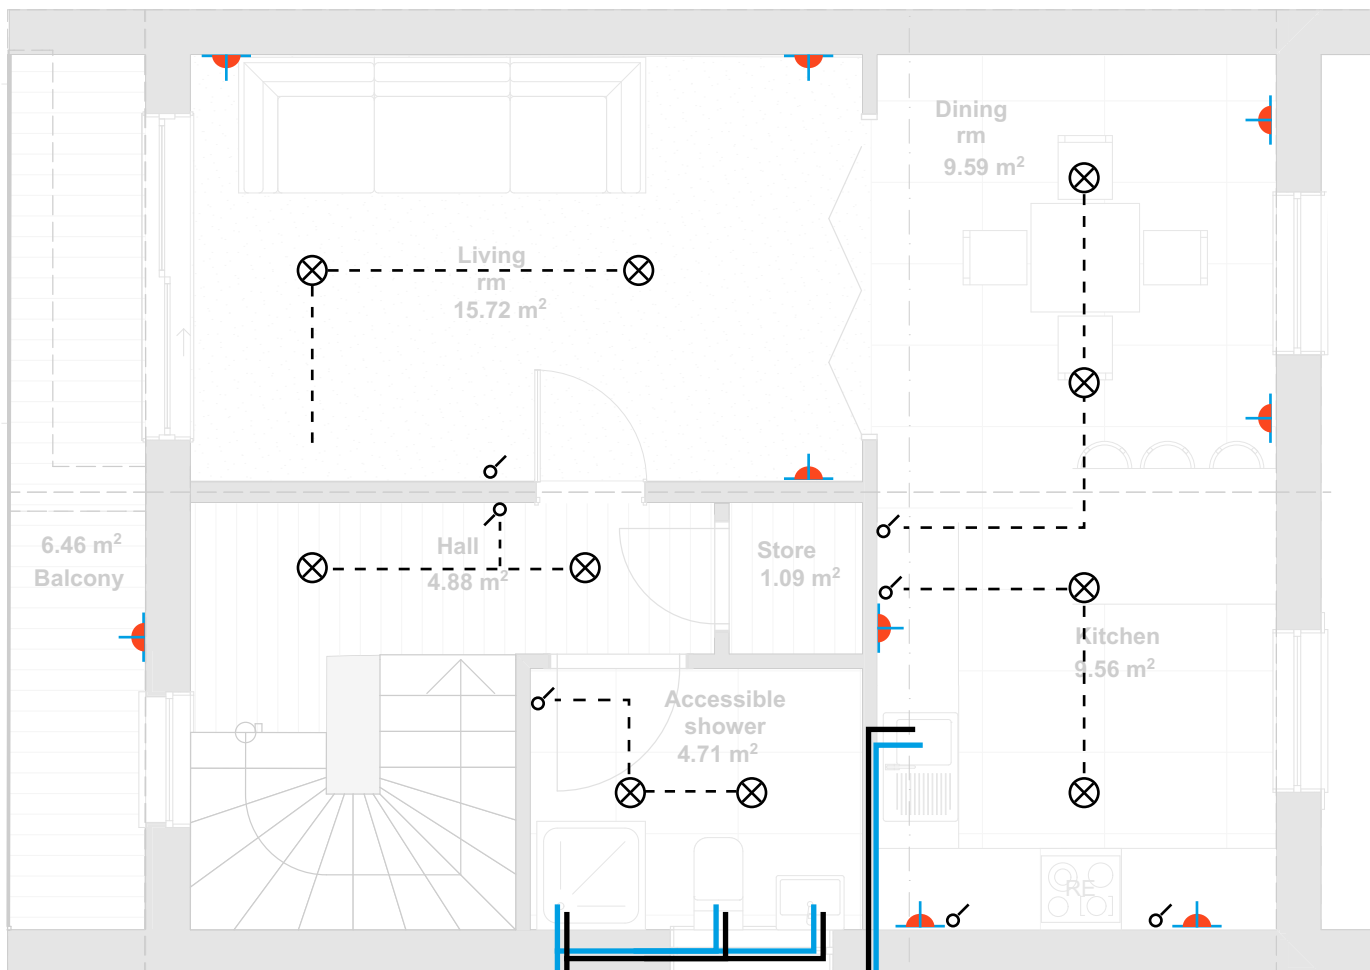 Dining
rm
9.59 m²
Living
rm
15.72 m²
6.46 m²
Balcony
Hall
4.88 m²
Store
1.09 m²
Kitchen
9.56 m²
Accessible
shower
4.71 m²
RE